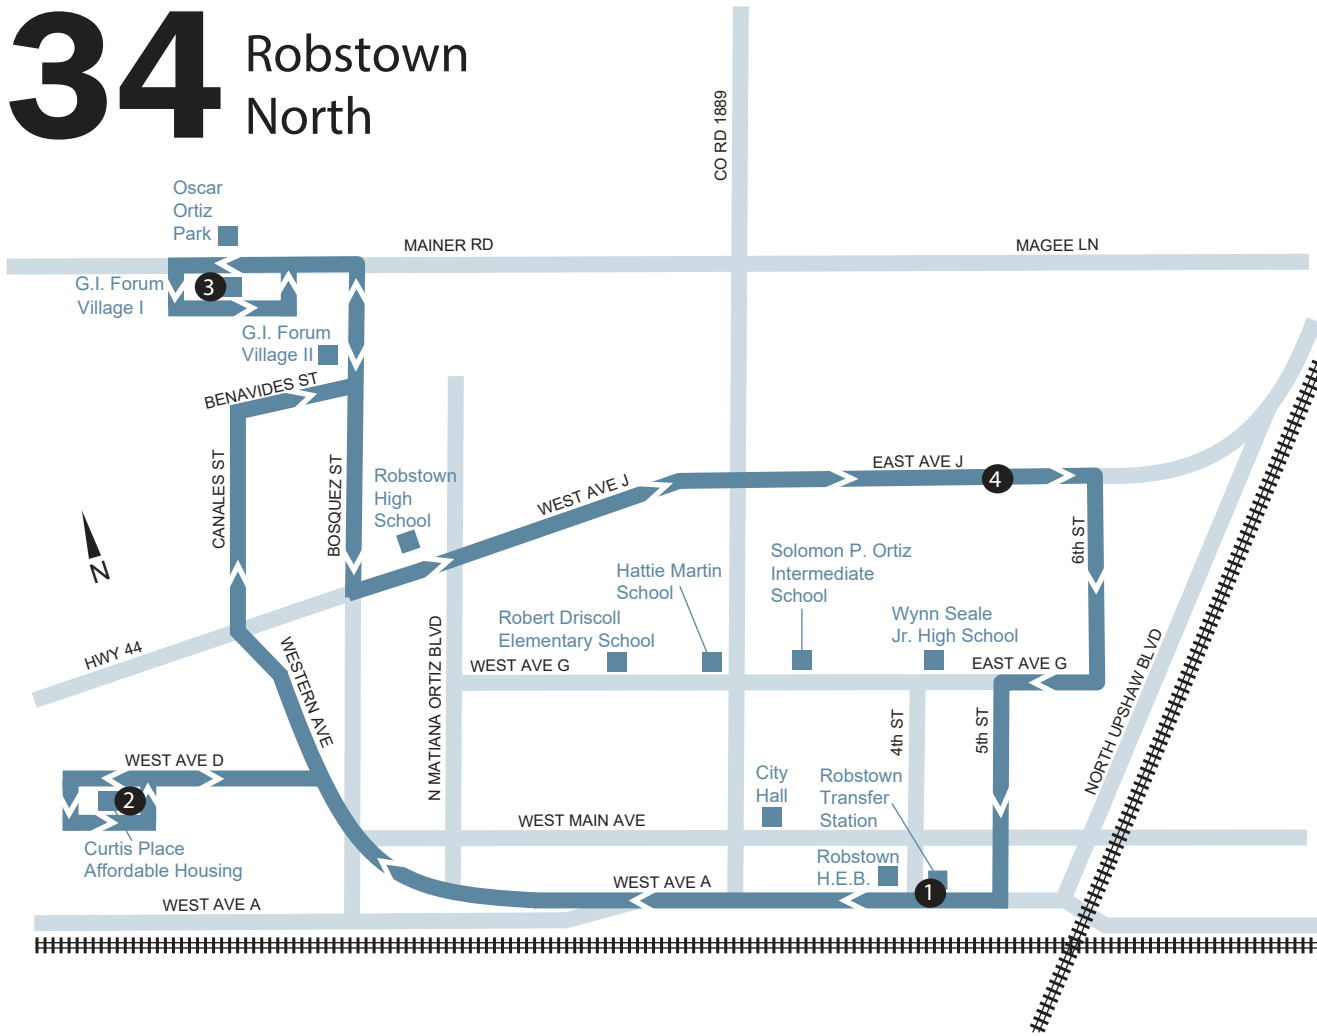 34
Robstown
North
CO RD 1889
Oscar
Ortiz
Park
MAINER RD
MAGEE LN
G.I. Forum
Village I
3
G.I. Forum
Village II
BENAVIDES ST
CANALES ST
BOSQUEZ ST
Robstown
High
School
WEST AVE J
EAST AVE J
4
6th ST
N
HWY 44
WESTERN AVE
N MATIANA ORTIZ BLVD
Hattie Martin
School
Robert Driscoll
Elementary School
Solomon P. Ortiz
Intermediate
School
Wynn Seale
Jr. High School
WEST AVE G
EAST AVE G
4th ST
5th ST
NORTH UPSHAW BLVD
WEST AVE D
2
Curtis Place
Affordable Housing
City
Hall
Robstown
Transfer
Station
WEST MAIN AVE
Robstown
H.E.B.
1
WEST AVE A
WEST AVE A